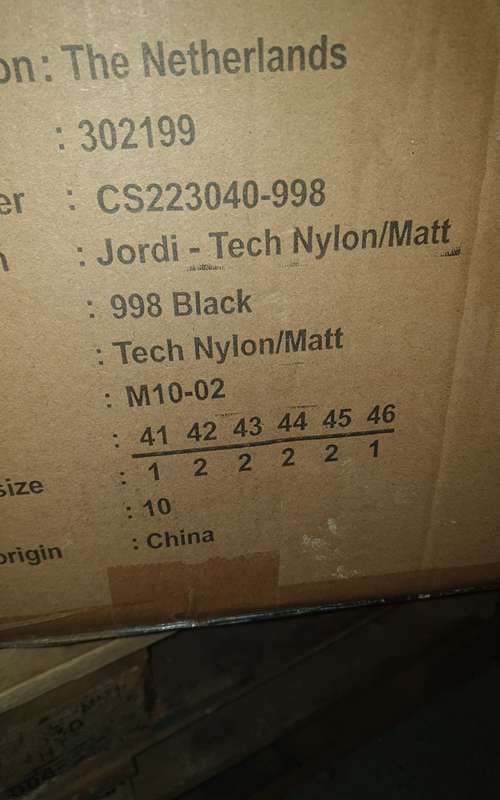 on: The Netherlands
: 302199
er : CS223040-998
n : Jordi - Tech Nylon/Matt
: 998 Black
: Tech Nylon/Matt
: M10-02
: 41 42 43 44 45 46
size : 1 2 2 2 2 1
: 10
origin : China